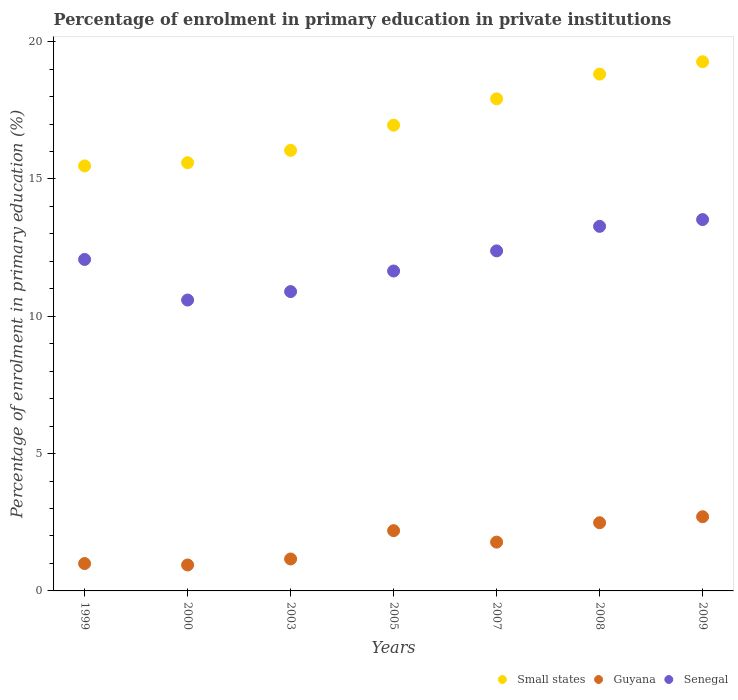 Percentage of enrolment in primary education in private institutions
Percentage of enrolment in primary education (%)
20
15
10
5
0
1999
2000
2003
2005
2007
2008
2009
Years
Small states
Guyana
Senegal